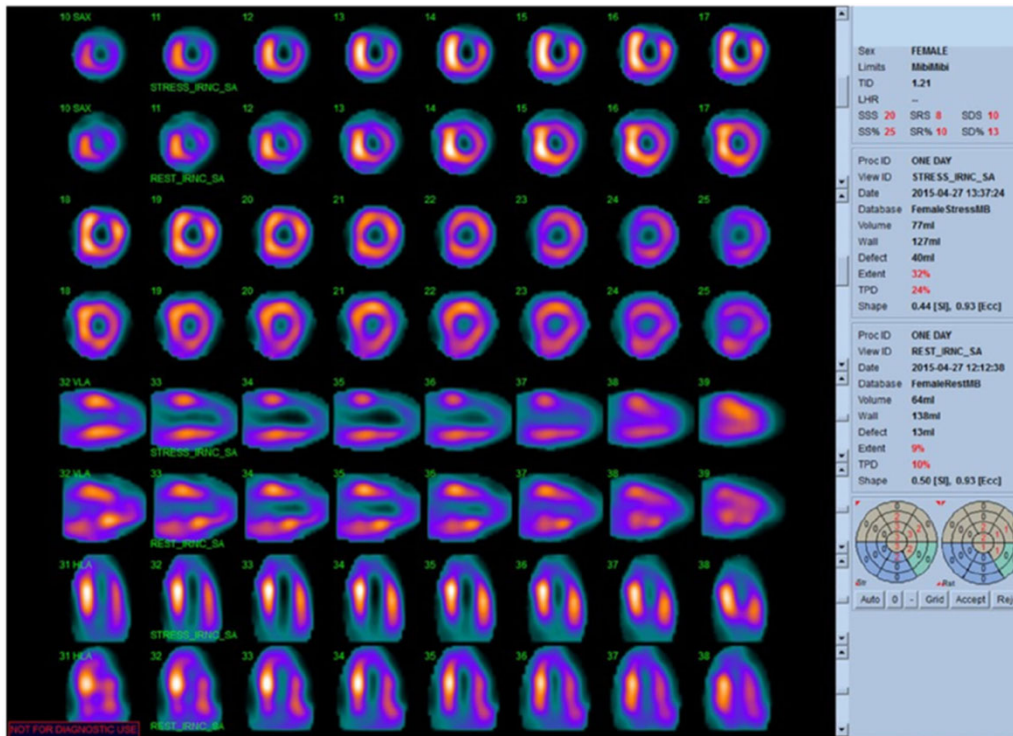 10 SAX 11 12 13 14 15 16 17
STRESS_IRNC_SA
10 SAX 11 12 13 14 15 16 17
REST_IRNC_SA
18 19 20 21 22 23 24 25
18 19 20 21 22 23 24 25
32 VLA 33 34 35 36 37 38 39
STRESS_IRNC_SA
32 VLA 33 34 35 36 37 38 39
REST_IRNC_SA
31 HLA 32 33 34 35 36 37 38
STRESS_IRNC_SA
31 HLA 32 33 34 35 36 37 38
REST_IRNC_SA
NOT FOR DIAGNOSTIC USE
Sex FEMALE
Limits MibiMibi
TID 1.21
LHR --
SSS 20 SRS 8 SDS 10
SS% 25 SR% 10 SD% 13
Proc ID ONE DAY
View ID STRESS_IRNC_SA
Date 2015-04-27 13:37:24
Database FemaleStressMB
Volume 77ml
Wall 127ml
Defect 40ml
Extent 32%
TPD 24%
Shape 0.44 [SI], 0.93 [Ecc]
Proc ID ONE DAY
View ID REST_IRNC_SA
Date 2015-04-27 12:12:38
Database FemaleRestMB
Volume 64ml
Wall 138ml
Defect 13ml
Extent 9%
TPD 10%
Shape 0.50 [SI], 0.93 [Ecc]
Str Rst
Auto 0 - Grid Accept Rej